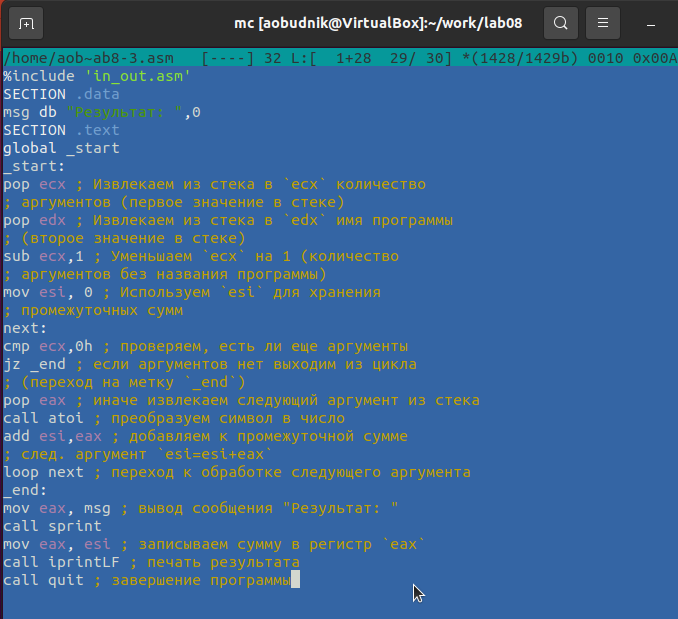 mc [aobudnik@VirtualBox]:~/work/lab08
/home/aob~ab8-3.asm   [----] 32 L:[  1+28  29/ 30] *(1428/1429b) 0010 0x00A
%include 'in_out.asm'
SECTION .data
msg db "Результат: ",0
SECTION .text
global _start
_start:
pop ecx ; Извлекаем из стека в `ecx` количество
; аргументов (первое значение в стеке)
pop edx ; Извлекаем из стека в `edx` имя программы
; (второе значение в стеке)
sub ecx,1 ; Уменьшаем `ecx` на 1 (количество
; аргументов без названия программы)
mov esi, 0 ; Используем `esi` для хранения
; промежуточных сумм
next:
cmp ecx,0h ; проверяем, есть ли еще аргументы
jz _end ; если аргументов нет выходим из цикла
; (переход на метку `_end`)
pop eax ; иначе извлекаем следующий аргумент из стека
call atoi ; преобразуем символ в число
add esi,eax ; добавляем к промежуточной сумме
; след. аргумент `esi=esi+eax`
loop next ; переход к обработке следующего аргумента
_end:
mov eax, msg ; вывод сообщения "Результат: "
call sprint
mov eax, esi ; записываем сумму в регистр `eax`
call iprintLF ; печать результата
call quit ; завершение программы